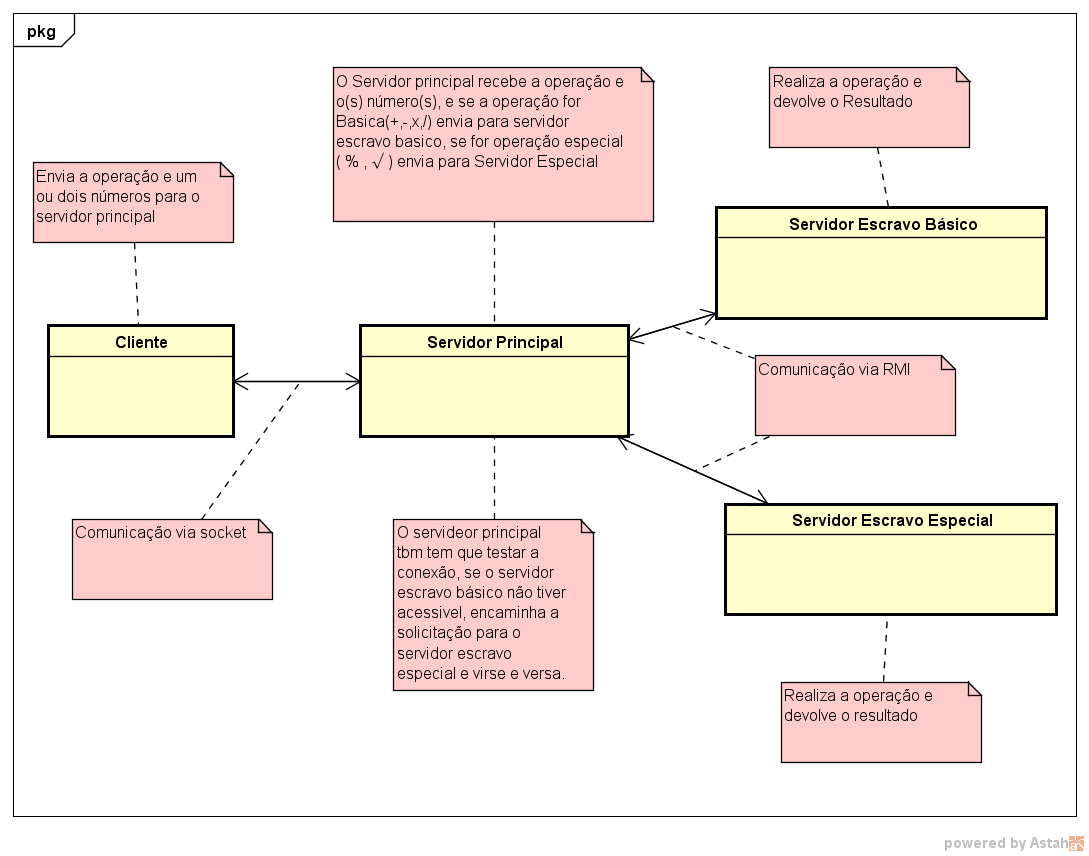 pkg
O Servidor principal recebe a operação e
o(s) número(s), e se a operação for
Basica(+,-,x,/) envia para servidor
escravo basico, se for operação especial
( % , √ ) envia para Servidor Especial
Realiza a operação e
devolve o Resultado
Envia a operação e um
ou dois números para o
servidor principal
Servidor Escravo Básico
Cliente
Servidor Principal
Comunicação via RMI
Comunicação via socket
O servideor principal
tbm tem que testar a
conexão, se o servidor
escravo básico não tiver
acessivel, encaminha a
solicitação para o
servidor escravo
especial e virse e versa.
Servidor Escravo Especial
Realiza a operação e
devolve o resultado
powered by Astah